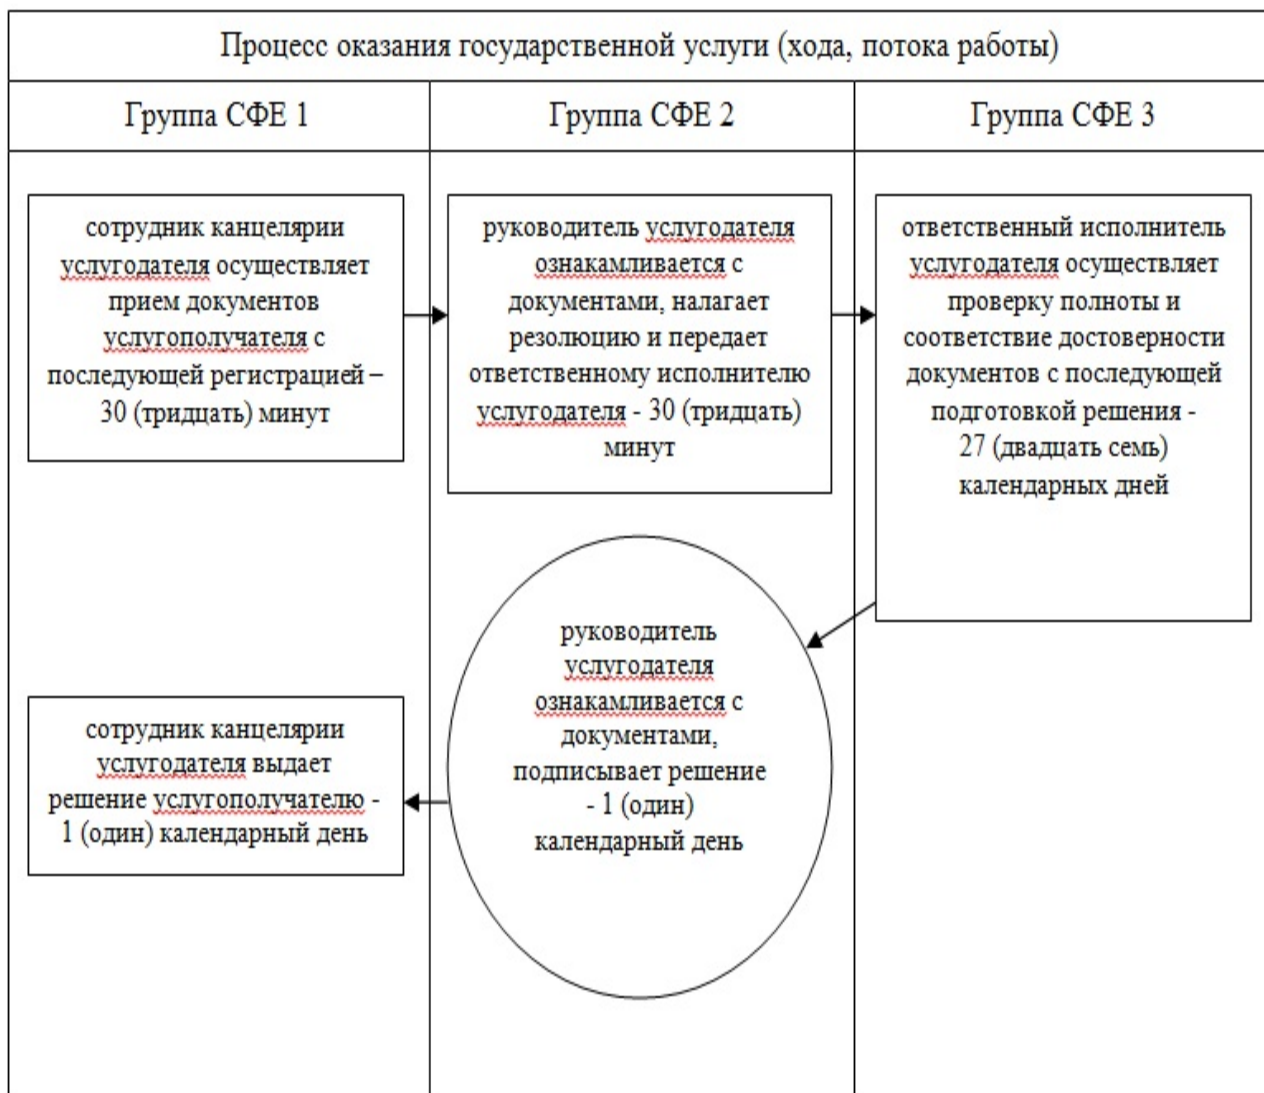 Процесс оказания государственной услуги (хода, потока работы)
Группа СФЕ 1
Группа СФЕ 2
Группа СФЕ 3
сотрудник канцелярии
услугодателя осуществляет
прием документов
услугополучателя с
последующей регистрацией –
30 (тридцать) минут
руководитель услугодателя
ознакамливается с
документами, налагает
резолюцию и передает
ответственному исполнителю
услугодателя - 30 (тридцать)
минут
ответственный исполнитель
услугодателя осуществляет
проверку полноты и
соответствие достоверности
документов с последующей
подготовкой решения -
27 (двадцать семь)
календарных дней
руководитель
услугодателя
ознакамливается с
документами,
подписывает решение
- 1 (один)
календарный день
сотрудник канцелярии
услугодателя выдает
решение услугополучателю -
1 (один) календарный день